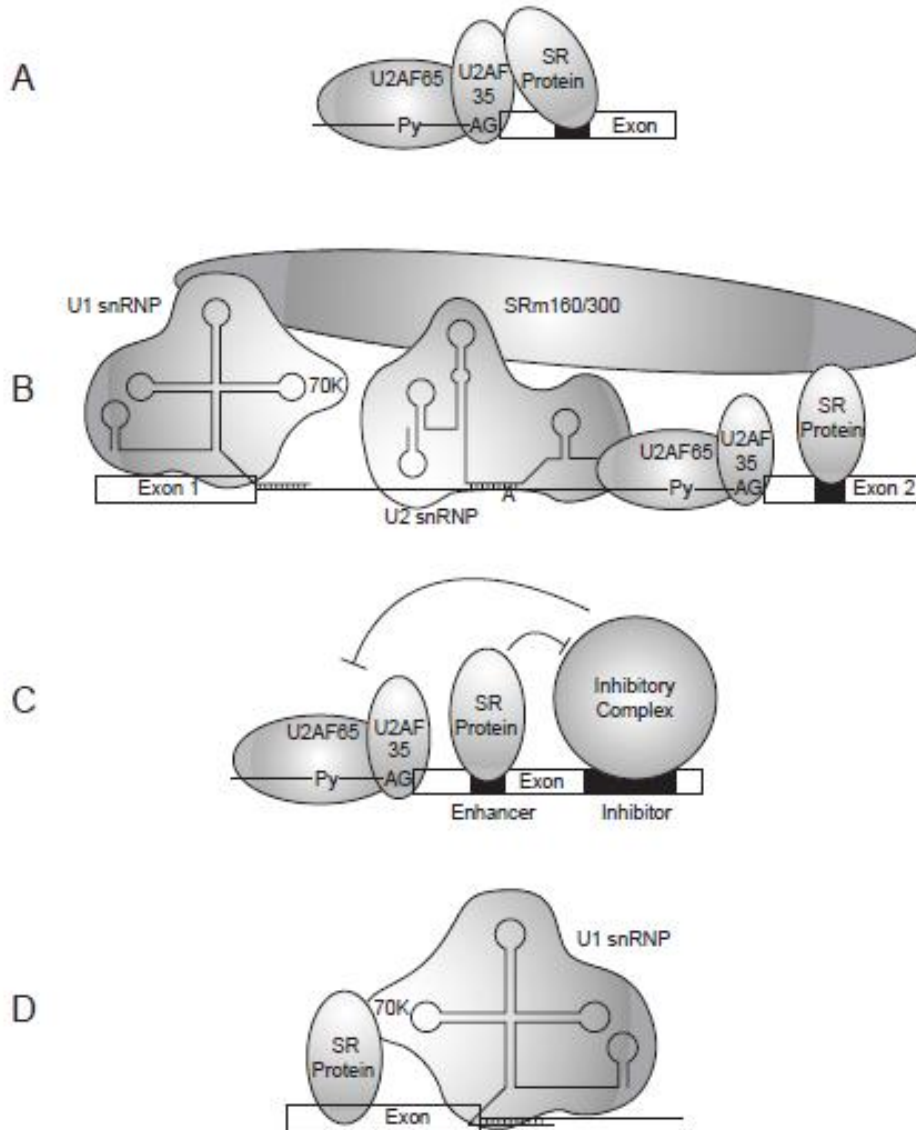 A
U2AF65
U2AF
35
SR
Protein
Py
AG
Exon
B
U1 snRNP
SRm160/300
70K
SR
Protein
U2AF65
U2AF
35
Exon 1
A
Py
AG
Exon 2
U2 snRNP
C
Inhibitory
Complex
SR
Protein
U2AF65
U2AF
35
Py
AG
Exon
Enhancer
Inhibitor
D
U1 snRNP
70K
SR
Protein
Exon